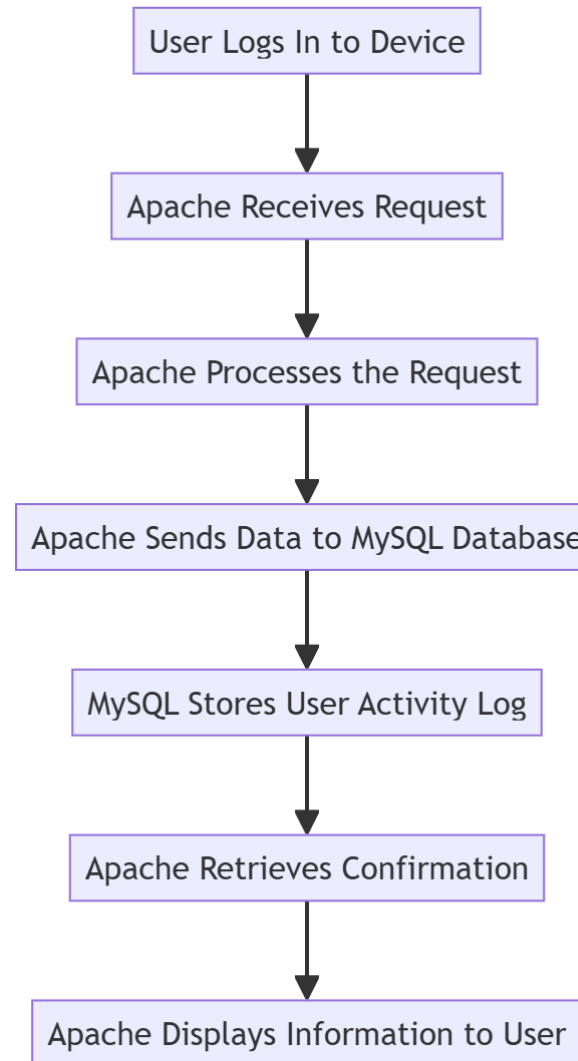 User Logs In to Device
Apache Receives Request
Apache Processes the Request
Apache Sends Data to MySQL Database
MySQL Stores User Activity Log
Apache Retrieves Confirmation
Apache Displays Information to User